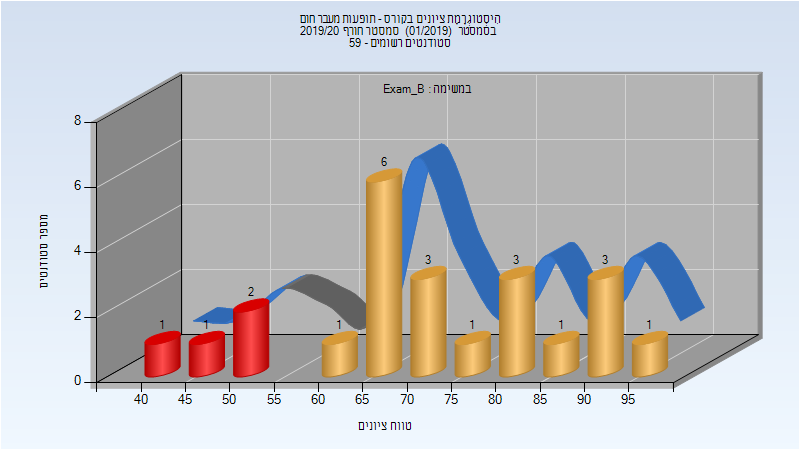 היסטוגרמת ציונים בקורס - תופעות מעבר חום
בסמסטר (01/2019) סמסטר חורף 2019/20
סטודנטים רשומים - 59
במשימה : Exam_B
מספר סטודנטים
8
6
4
2
0
1
1
2
1
6
3
1
3
1
3
1
40 45 50 55 60 65 70 75 80 85 90 95
טווח ציונים